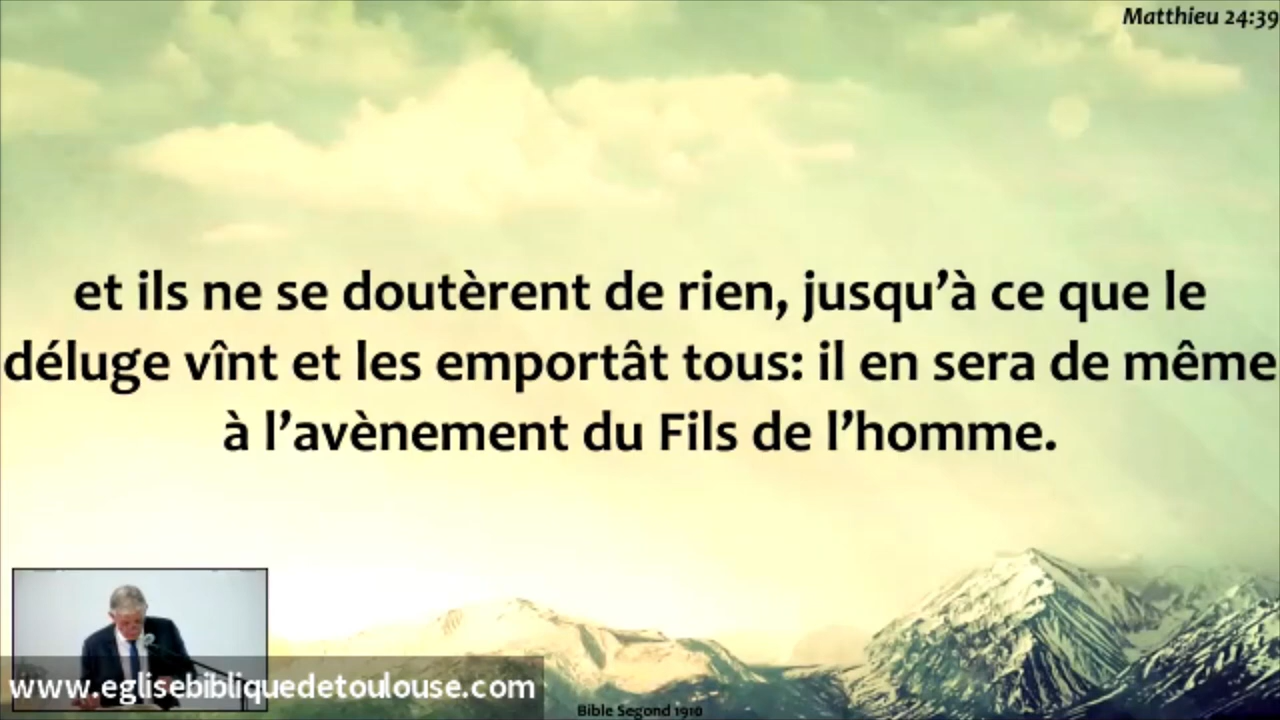 Matthieu 24:39
et ils ne se doutèrent de rien, jusqu’à ce que le
déluge vînt et les emportât tous: il en sera de même
à l’avènement du Fils de l’homme.
www.eglisebibliquedetoulouse.com
Bible Segond 1910